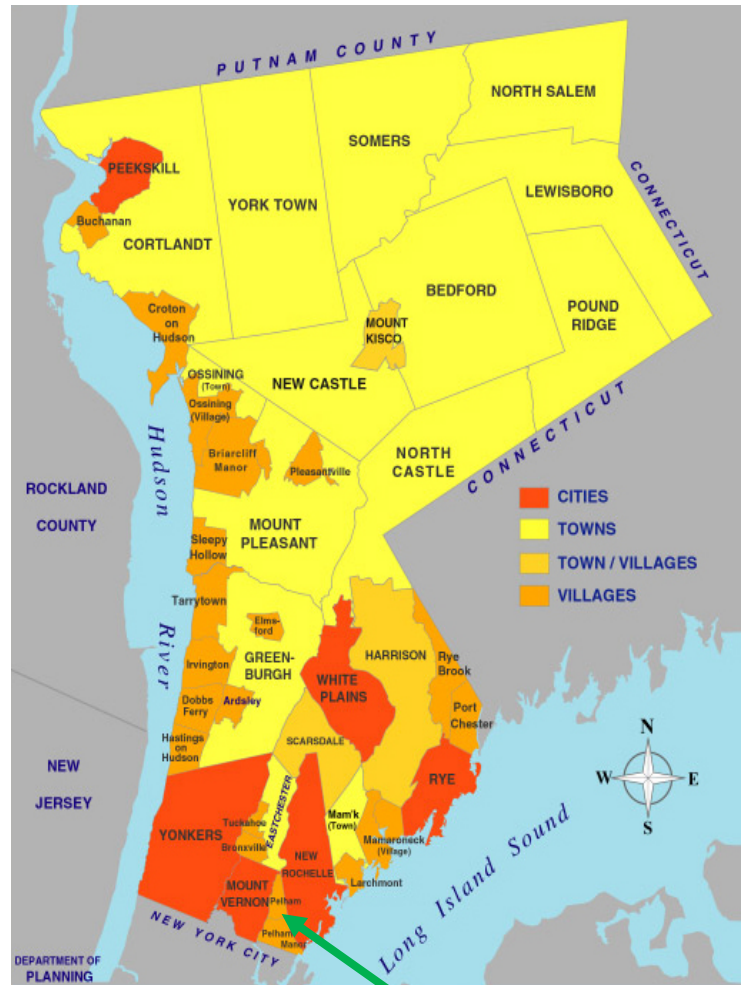 PUTNAM COUNTY
NORTH SALEM
SOMERS
PEEKSKILL
LEWISBORO
CONNECTICUT
YORK TOWN
Buchanan
CORTLANDT
BEDFORD
Croton
on
Hudson
POUND
RIDGE
MOUNT
KISCO
OSSINING
(Town)
NEW CASTLE
Ossining
(Village)
Hudson
River
Briarcliff
Manor
Pleasantville
NORTH
CASTLE
CONNECTICUT
ROCKLAND
COUNTY
CITIES
TOWNS
TOWN / VILLAGES
VILLAGES
MOUNT
PLEASANT
Sleepy
Hollow
Tarrytown
Elms-
ford
Irvington
GREEN-
BURGH
HARRISON
Rye
Brook
WHITE
PLAINS
Dobbs
Ferry
Ardsley
Port
Chester
Hastings
on
Hudson
SCARSDALE
NEW
JERSEY
RYE
N
W
E
S
YONKERS
Tuckahoe
Bronxville
EASTCHESTER
Mam'k
(Town)
Mamaroneck
(Village)
NEW
ROCHELLE
Larchmont
MOUNT
VERNON
Pelham
Pelham
Manor
NEW YORK CITY
Long Island Sound
DEPARTMENT OF
PLANNING